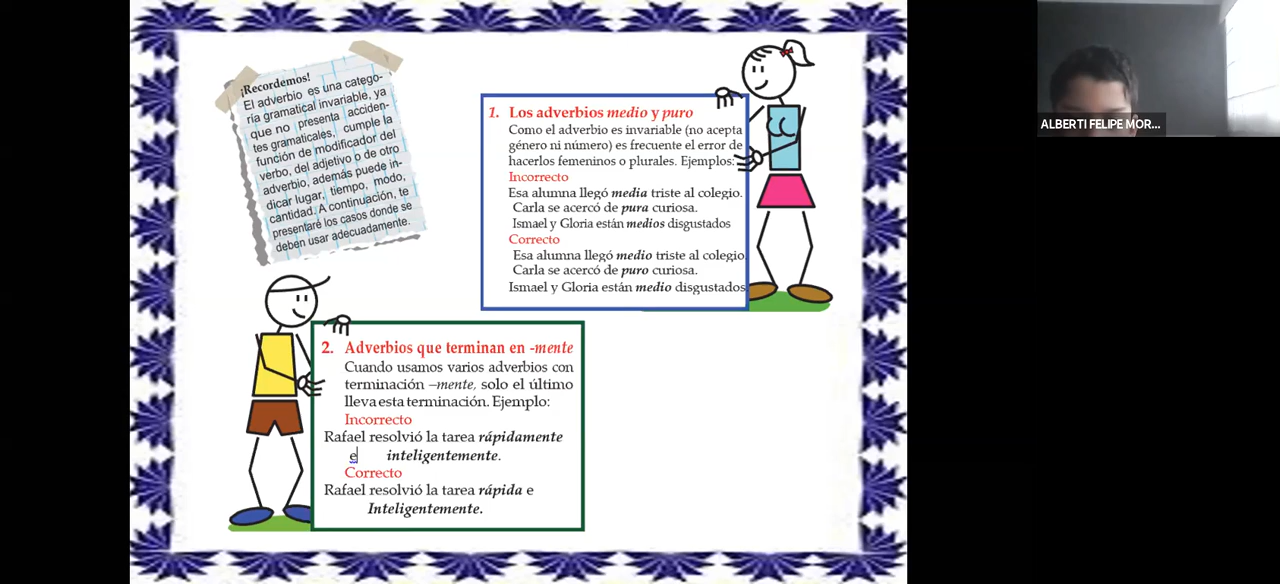 ¡Recordemos!
El adverbio es una catego-
ría gramatical invariable, ya
que no presenta acciden-
tes gramaticales, cumple la
función de modificador del
verbo, del adjetivo o de otro
adverbio, además puede in-
dicar lugar, tiempo, modo,
cantidad. A continuación, te
presentaré los casos donde se
deben usar adecuadamente.
1. Los adverbios medio y puro
Como el adverbio es invariable (no acepta
género ni número) es frecuente el error de
hacerlos femeninos o plurales. Ejemplos:
Incorrecto
Esa alumna llegó media triste al colegio.
Carla se acercó de pura curiosa.
Ismael y Gloria están medios disgustados
Correcto
Esa alumna llegó medio triste al colegio
Carla se acercó de puro curiosa.
Ismael y Gloria están medio disgustados
2. Adverbios que terminan en -mente
Cuando usamos varios adverbios con
terminación –mente, solo el último
lleva esta terminación. Ejemplo:
Incorrecto
Rafael resolvió la tarea rápidamente
e inteligentemente.
Correcto
Rafael resolvió la tarea rápida e
Inteligentemente.
ALBERTI FELIPE MOR...